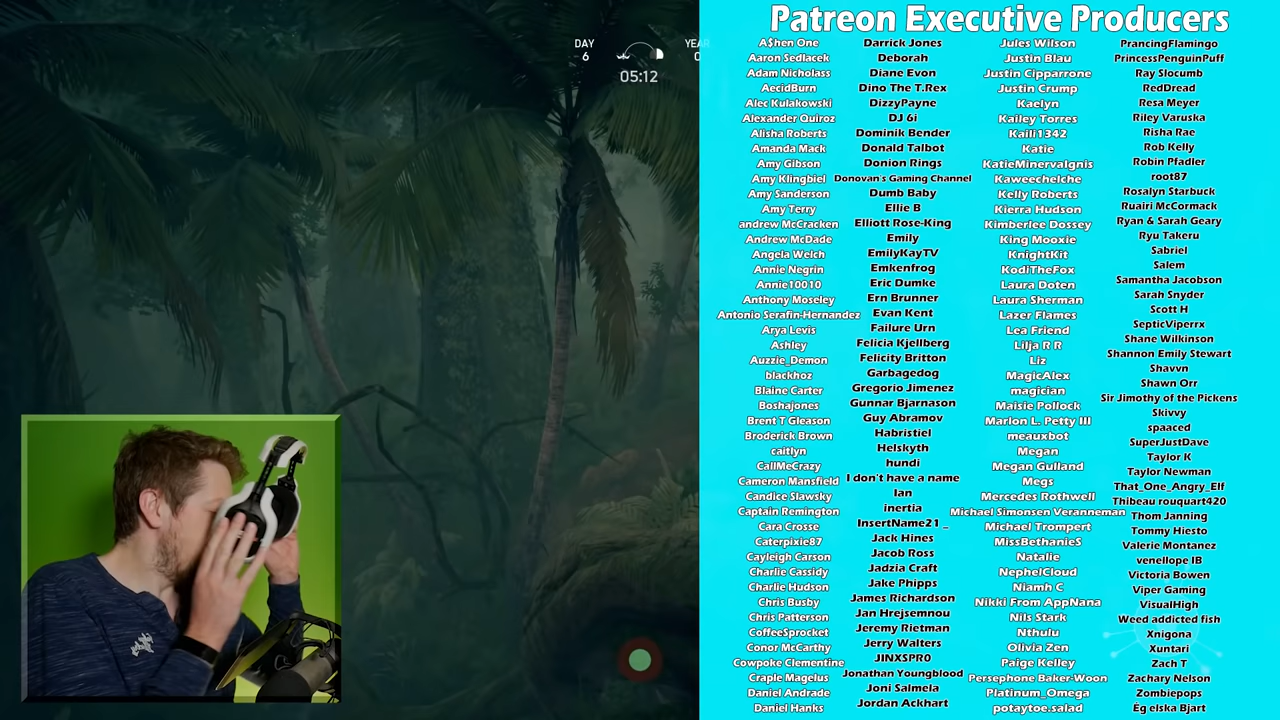 DAY
6
YEAR
0
05:12
Patreon Executive Producers
A$hen One
Aaron Sedlacek
Adam Nicholass
AecidBurn
Alec Kulakowski
Alexander Quiroz
Alisha Roberts
Amanda Mack
Amy Gibson
Amy Klingbiel
Amy Sanderson
Amy Terry
andrew McCracken
Andrew McDade
Angela Welch
Annie Negrin
Annie10010
Anthony Moseley
Antonio Serafin-Hernandez
Arya Levis
Ashley
Auzzie_Demon
blackhoz
Blaine Carter
Boshajones
Brent T Gleason
Broderick Brown
caitlyn
CallMeCrazy
Cameron Mansfield
Candice Slawsky
Captain Remington
Cara Crosse
Caterpixie87
Cayleigh Carson
Charlie Cassidy
Charlie Hudson
Chris Busby
Chris Patterson
CoffeeSprocket
Conor McCarthy
Cowpoke Clementine
Craple Magelus
Daniel Andrade
Daniel Hanks
Darrick Jones
Deborah
Diane Evon
Dino The T.Rex
DizzyPayne
DJ 6i
Dominik Bender
Donald Talbot
Donion Rings
Donovan's Gaming Channel
Dumb Baby
Ellie B
Elliott Rose-King
Emily
EmilyKayTV
Emkenfrog
Eric Dumke
Ern Brunner
Evan Kent
Failure Urn
Felicia Kjellberg
Felicity Britton
Garbagedog
Gregorio Jimenez
Gunnar Bjarnason
Guy Abramov
Habristiel
Helskyth
hundi
I don't have a name
Ian
inertia
InsertName21 _
Jack Hines
Jacob Ross
Jadzia Craft
Jake Phipps
James Richardson
Jan Hrejsemnou
Jeremy Rietman
Jerry Walters
JINXSPR0
Jonathan Youngblood
Joni Salmela
Jordan Ackhart
Jules Wilson
Justin Blau
Justin Cipparrone
Justin Crump
Kaelyn
Kailey Torres
Kaili1342
Katie
KatieMinervaIgnis
Kaweechelche
Kelly Roberts
Kierra Hudson
Kimberlee Dossey
King Mooxie
KnightKit
KodiTheFox
Laura Doten
Laura Sherman
Lazer Flames
Lea Friend
Lilja R R
Liz
MagicAlex
magician
Maisie Pollock
Marlon L. Petty III
meauxbot
Megan
Megan Gulland
Megs
Mercedes Rothwell
Michael Simonsen Veranneman
Michael Trompert
MissBethanieS
Natalie
NephelCloud
Niamh C
Nikki From AppNana
Nils Stark
Nthulu
Olivia Zen
Paige Kelley
Persephone Baker-Woon
Platinum_Omega
potaytoe.salad
PrancingFlamingo
PrincessPenguinPuff
Ray Slocumb
RedDread
Resa Meyer
Riley Varuska
Risha Rae
Rob Kelly
Robin Pfadler
root87
Rosalyn Starbuck
Ruairi McCormack
Ryan & Sarah Geary
Ryu Takeru
Sabriel
Salem
Samantha Jacobson
Sarah Snyder
Scott H
SepticViperrx
Shane Wilkinson
Shannon Emily Stewart
Shavvn
Shawn Orr
Sir Jimothy of the Pickens
Skivvy
spaaced
SuperJustDave
Taylor K
Taylor Newman
That_One_Angry_Elf
Thibeau rouquart420
Thom Janning
Tommy Hiesto
Valerie Montanez
venellope IB
Victoria Bowen
Viper Gaming
VisualHigh
Weed addicted fish
Xnigona
Xuntari
Zach T
Zachary Nelson
Zombiepops
Ég elska Bjart